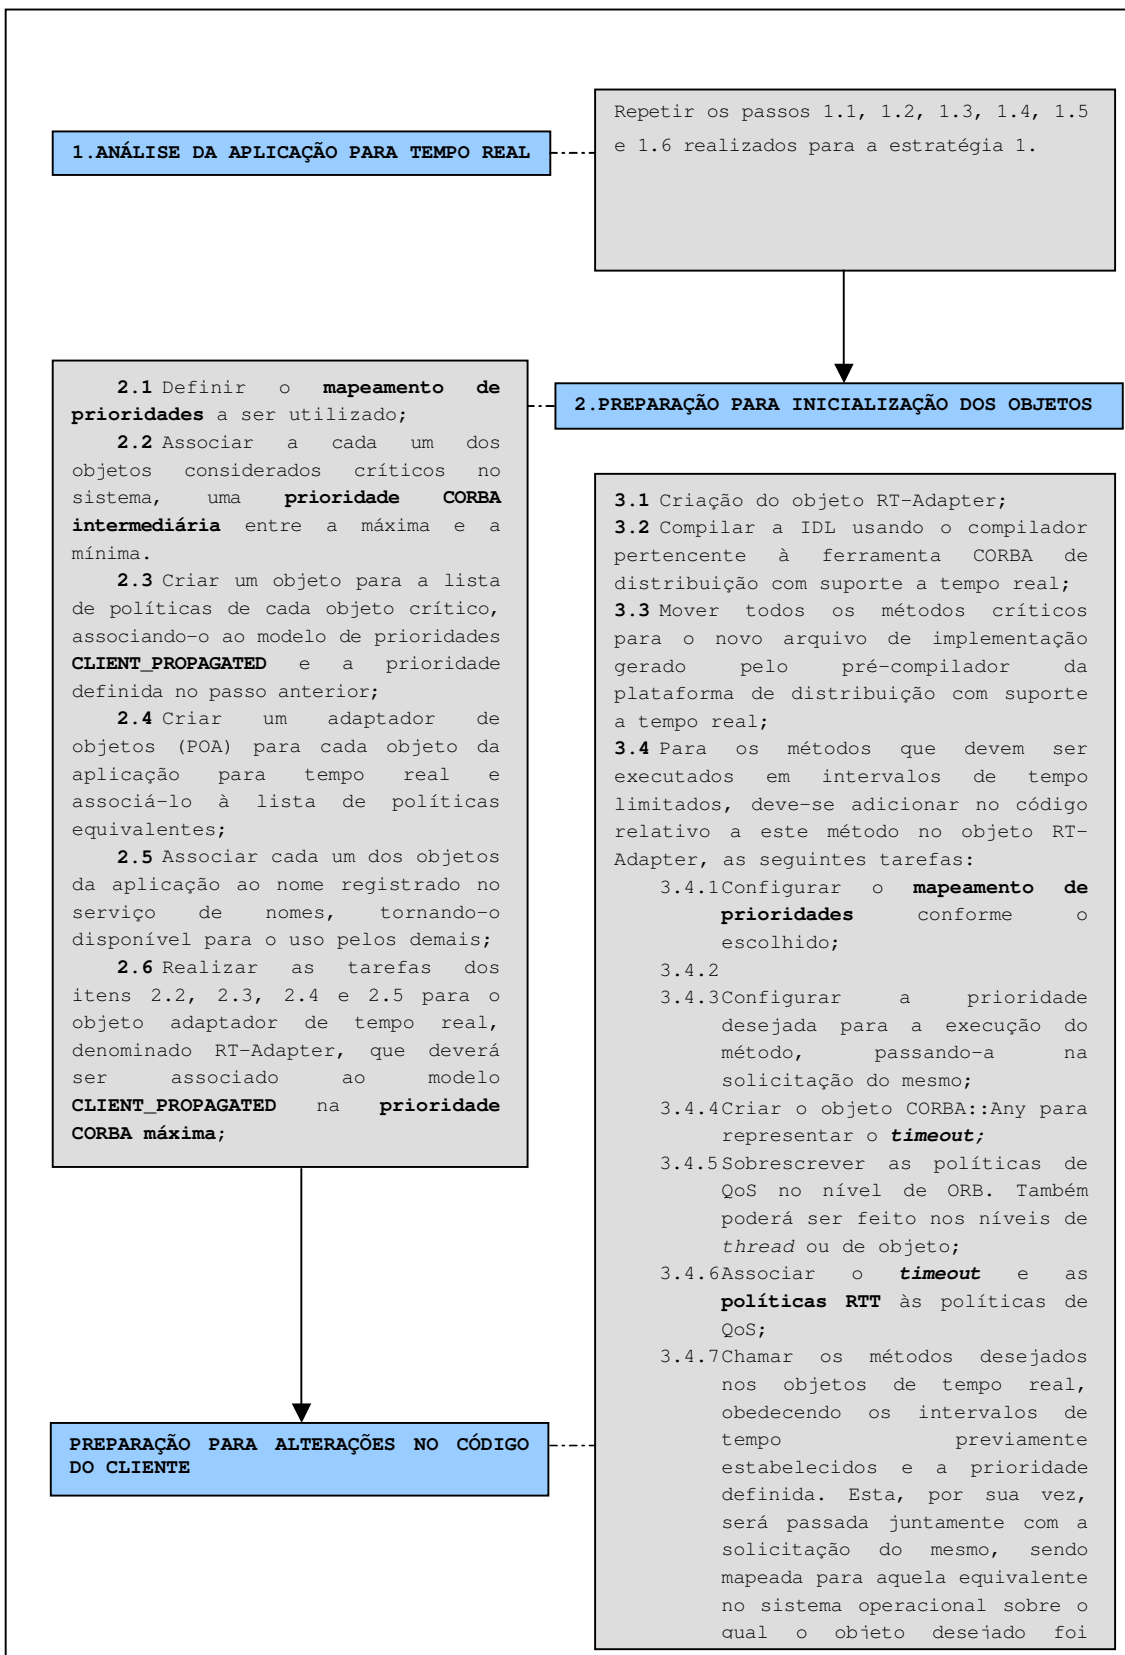 1.ANÁLISE DA APLICAÇÃO PARA TEMPO REAL
Repetir os passos 1.1, 1.2, 1.3, 1.4, 1.5
e 1.6 realizados para a estratégia 1.
2.PREPARAÇÃO PARA INICIALIZAÇÃO DOS OBJETOS
2.1 Definir o mapeamento de
prioridades a ser utilizado;
2.2 Associar a cada um dos
objetos considerados críticos no
sistema, uma prioridade CORBA
intermediária entre a máxima e a
mínima.
2.3 Criar um objeto para a lista
de políticas de cada objeto crítico,
associando-o ao modelo de prioridades
CLIENT_PROPAGATED e a prioridade
definida no passo anterior;
2.4 Criar um adaptador de
objetos (POA) para cada objeto da
aplicação para tempo real e
associá-lo à lista de políticas
equivalentes;
2.5 Associar cada um dos objetos
da aplicação ao nome registrado no
serviço de nomes, tornando-o
disponível para o uso pelos demais;
2.6 Realizar as tarefas dos
itens 2.2, 2.3, 2.4 e 2.5 para o
objeto adaptador de tempo real,
denominado RT-Adapter, que deverá
ser associado ao modelo
CLIENT_PROPAGATED na prioridade
CORBA máxima;
PREPARAÇÃO PARA ALTERAÇÕES NO CÓDIGO
DO CLIENTE
3.1 Criação do objeto RT-Adapter;
3.2 Compilar a IDL usando o compilador
pertencente à ferramenta CORBA de
distribuição com suporte a tempo real;
3.3 Mover todos os métodos críticos
para o novo arquivo de implementação
gerado pelo pré-compilador da
plataforma de distribuição com suporte
a tempo real;
3.4 Para os métodos que devem ser
executados em intervalos de tempo
limitados, deve-se adicionar no código
relativo a este método no objeto RT-
Adapter, as seguintes tarefas:
3.4.1Configurar o mapeamento de
prioridades conforme o
escolhido;
3.4.2
3.4.3Configurar a prioridade
desejada para a execução do
método, passando-a na
solicitação do mesmo;
3.4.4Criar o objeto CORBA::Any para
representar o timeout;
3.4.5Sobrescrever as políticas de
QoS no nível de ORB. Também
poderá ser feito nos níveis de
thread ou de objeto;
3.4.6Associar o timeout e as
políticas RTT às políticas de
QoS;
3.4.7Chamar os métodos desejados
nos objetos de tempo real,
obedecendo os intervalos de
tempo previamente
estabelecidos e a prioridade
definida. Esta, por sua vez,
será passada juntamente com a
solicitação do mesmo, sendo
mapeada para aquela equivalente
no sistema operacional sobre o
qual o objeto desejado foi